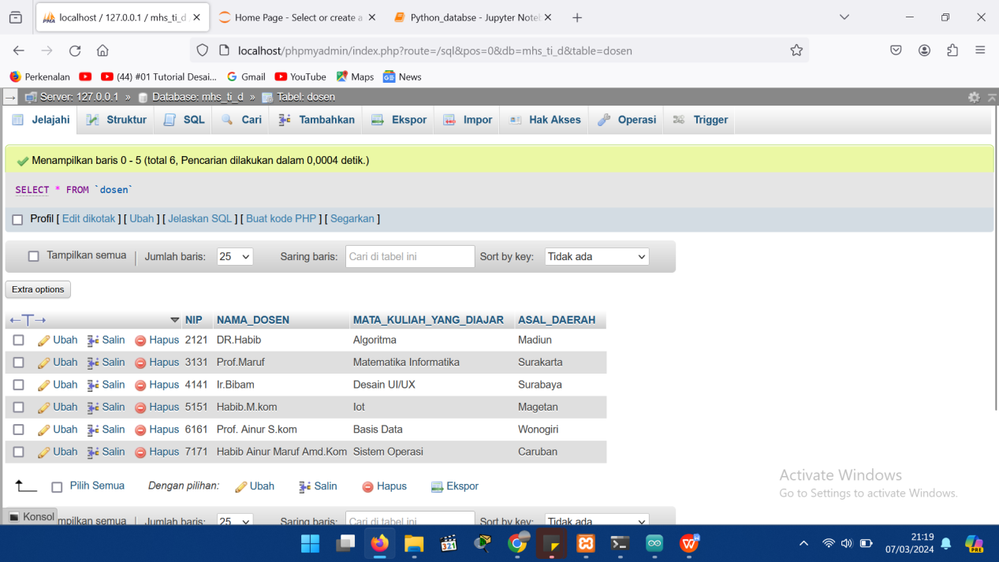 localhost / 127.0.0.1 / mhs_ti_d
Home Page - Select or create a
Python_databse - Jupyter Note
localhost/phpmyadmin/index.php?route=/sql&pos=0&db=mhs_ti_d&table=dosen
Perkenalan (44) #01 Tutorial Desai... Gmail YouTube Maps News
Server: 127.0.0.1 » Database: mhs_ti_d » Tabel: dosen
Jelajahi Struktur SQL Cari Tambahkan Ekspor Impor Hak Akses Operasi Trigger
Menampilkan baris 0 - 5 (total 6, Pencarian dilakukan dalam 0,0004 detik.)
SELECT * FROM `dosen`
Profil [ Edit dikotak ] [ Ubah ] [ Jelaskan SQL ] [ Buat kode PHP ] [ Segarkan ]
Tampilkan semua | Jumlah baris: 25 Saring baris: Cari di tabel ini Sort by key: Tidak ada
Extra options
NIP NAMA_DOSEN MATA_KULIAH_YANG_DIAJAR ASAL_DAERAH
Ubah Salin Hapus 2121 DR.Habib Algoritma Madiun
Ubah Salin Hapus 3131 Prof.Maruf Matematika Informatika Surakarta
Ubah Salin Hapus 4141 Ir.Bibam Desain UI/UX Surabaya
Ubah Salin Hapus 5151 Habib.M.kom Iot Magetan
Ubah Salin Hapus 6161 Prof. Ainur S.kom Basis Data Wonogiri
Ubah Salin Hapus 7171 Habib Ainur Maruf Amd.Kom Sistem Operasi Caruban
Pilih Semua Dengan pilihan: Ubah Salin Hapus Ekspor
Activate Windows
Go to Settings to activate Windows.
Konsol mpilkan semua | Jumlah baris: 25 Saring baris: Cari di tabel ini Sort by key: Tidak ada
321
21:19
07/03/2024
PRE